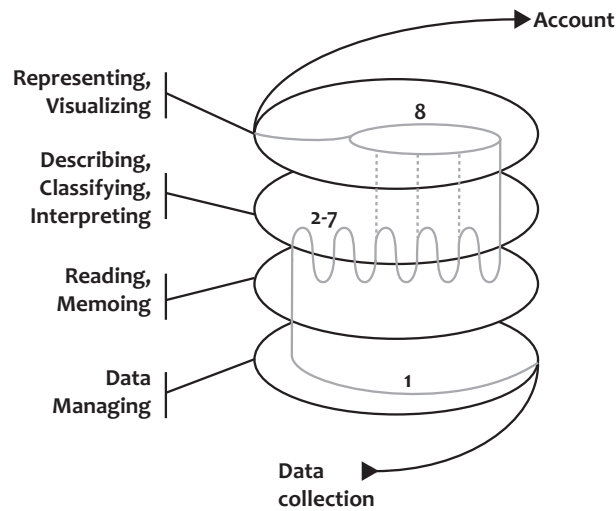 Account
Representing,
Visualizing
8
Describing,
Classifying,
Interpreting
2-7
Reading,
Memoing
Data
Managing
1
Data
collection